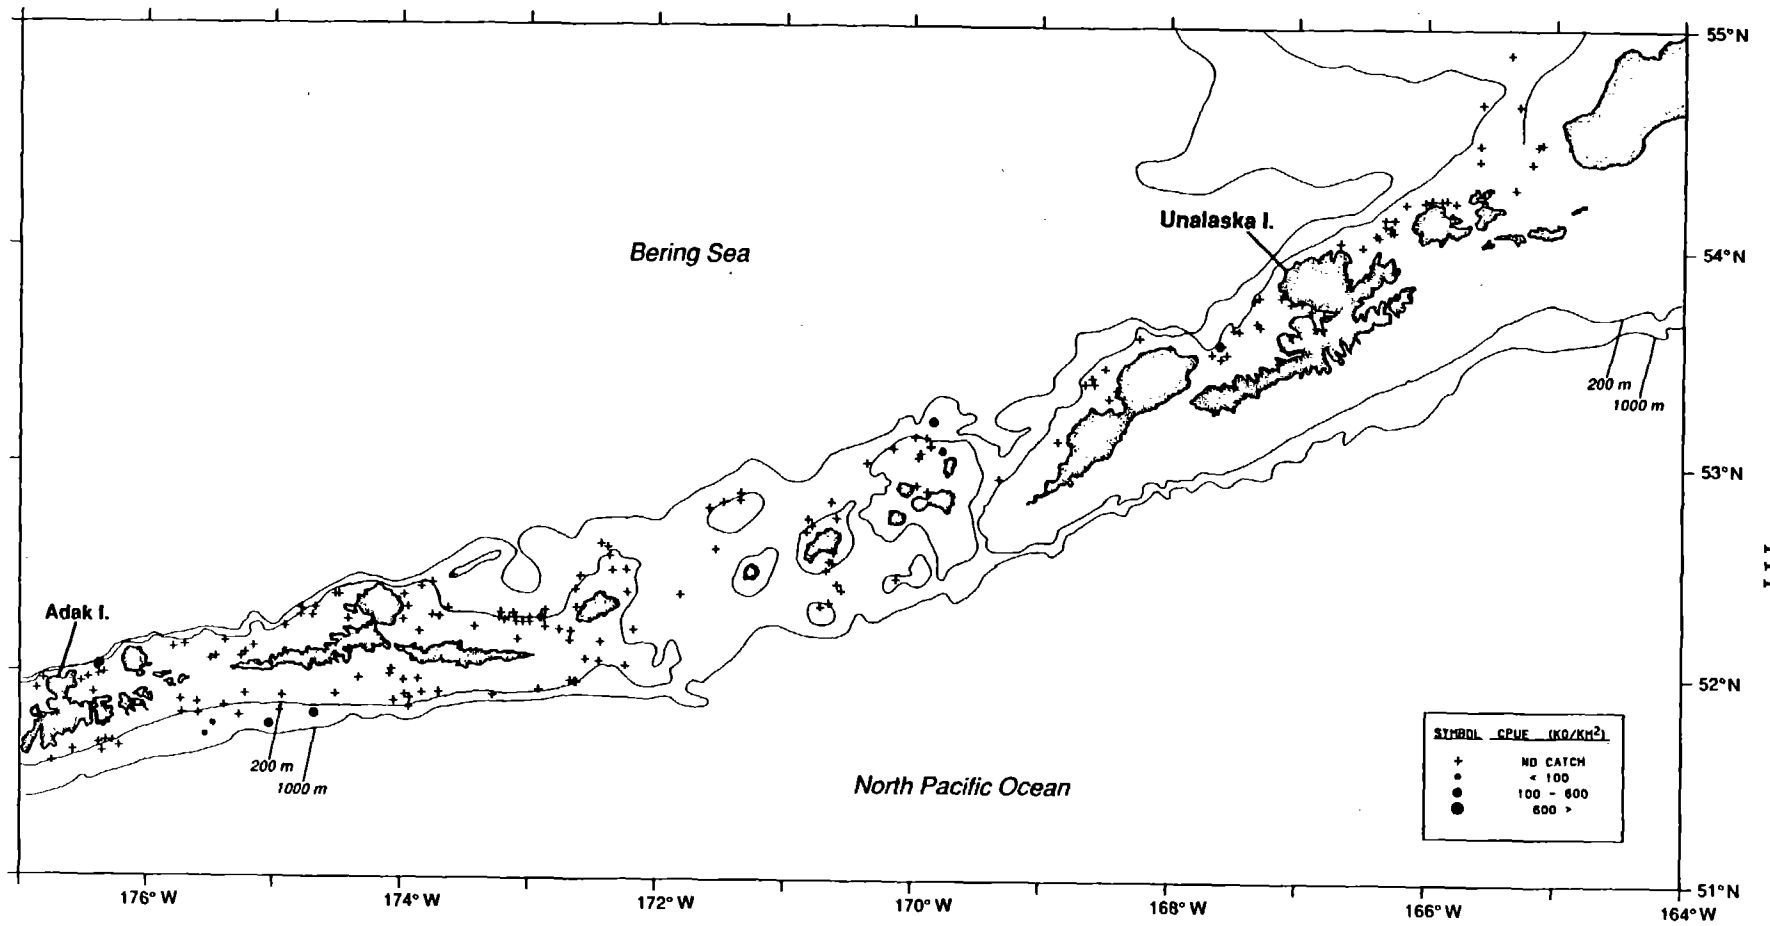 55°N
Unalaska I.
Bering Sea
54°N
200 m
1000 m
53°N
Adak I.
52°N
200 m
1000 m
North Pacific Ocean
SYMBOL CPUE (KG/KM²)
+ NO CATCH
• < 100
● 100 - 600
● 600 >
51°N
176°W 174°W 172°W 170°W 168°W 166°W 164°W